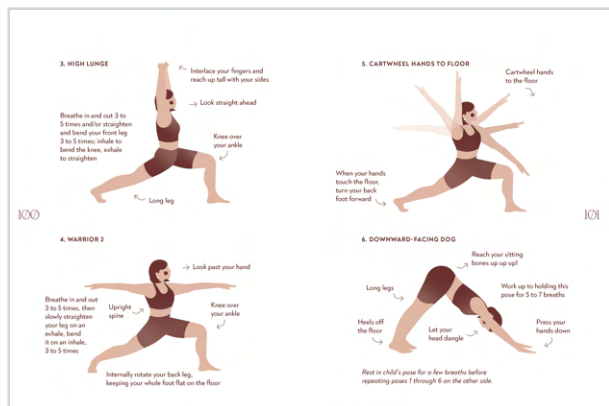 3. HIGH LUNGE
Interlace your fingers and
reach up tall with your sides
Look straight ahead
Breathe in and out 3 to
5 times and/or straighten
and bend your front leg
3 to 5 times; inhale to
bend the knee, exhale
to straighten
Knee over
your ankle
Long leg
100
4. WARRIOR 2
Look past your hand
Breathe in and out
3 to 5 times, then
slowly straighten
your leg on an
exhale, bend
it on an inhale,
3 to 5 times
Upright
spine
Knee over
your ankle
Internally rotate your back leg,
keeping your whole foot flat on the floor
5. CARTWHEEL HANDS TO FLOOR
Cartwheel hands
to the floor
When your hands
touch the floor,
turn your back
foot forward
101
6. DOWNWARD-FACING DOG
Reach your sitting
bones up up up!
Long legs
Work up to holding this
pose for 5 to 7 breaths
Heels off
the floor
Let your
head dangle
Press your
hands down
Rest in child's pose for a few breaths before
repeating poses 1 through 6 on the other side.